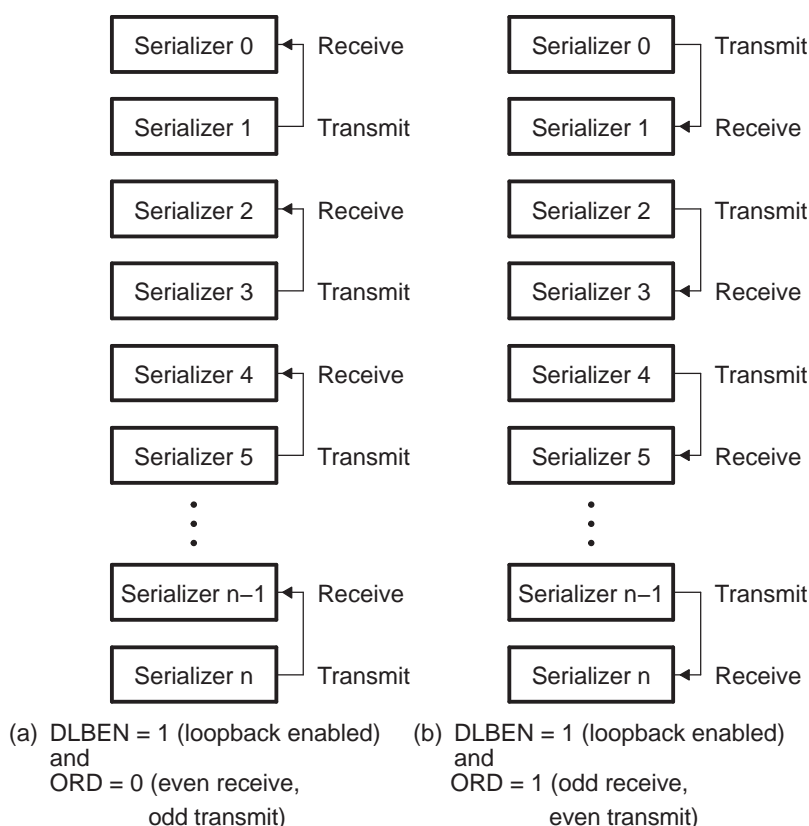 Serializer 0 Receive
Serializer 1 Transmit
Serializer 2 Receive
Serializer 3 Transmit
Serializer 4 Receive
Serializer 5 Transmit
Serializer n−1 Receive
Serializer n Transmit
(a) DLBEN = 1 (loopback enabled)
and
ORD = 0 (even receive,
odd transmit)
Serializer 0 Transmit
Serializer 1 Receive
Serializer 2 Transmit
Serializer 3 Receive
Serializer 4 Transmit
Serializer 5 Receive
Serializer n−1 Transmit
Serializer n Receive
(b) DLBEN = 1 (loopback enabled)
and
ORD = 1 (odd receive,
even transmit)